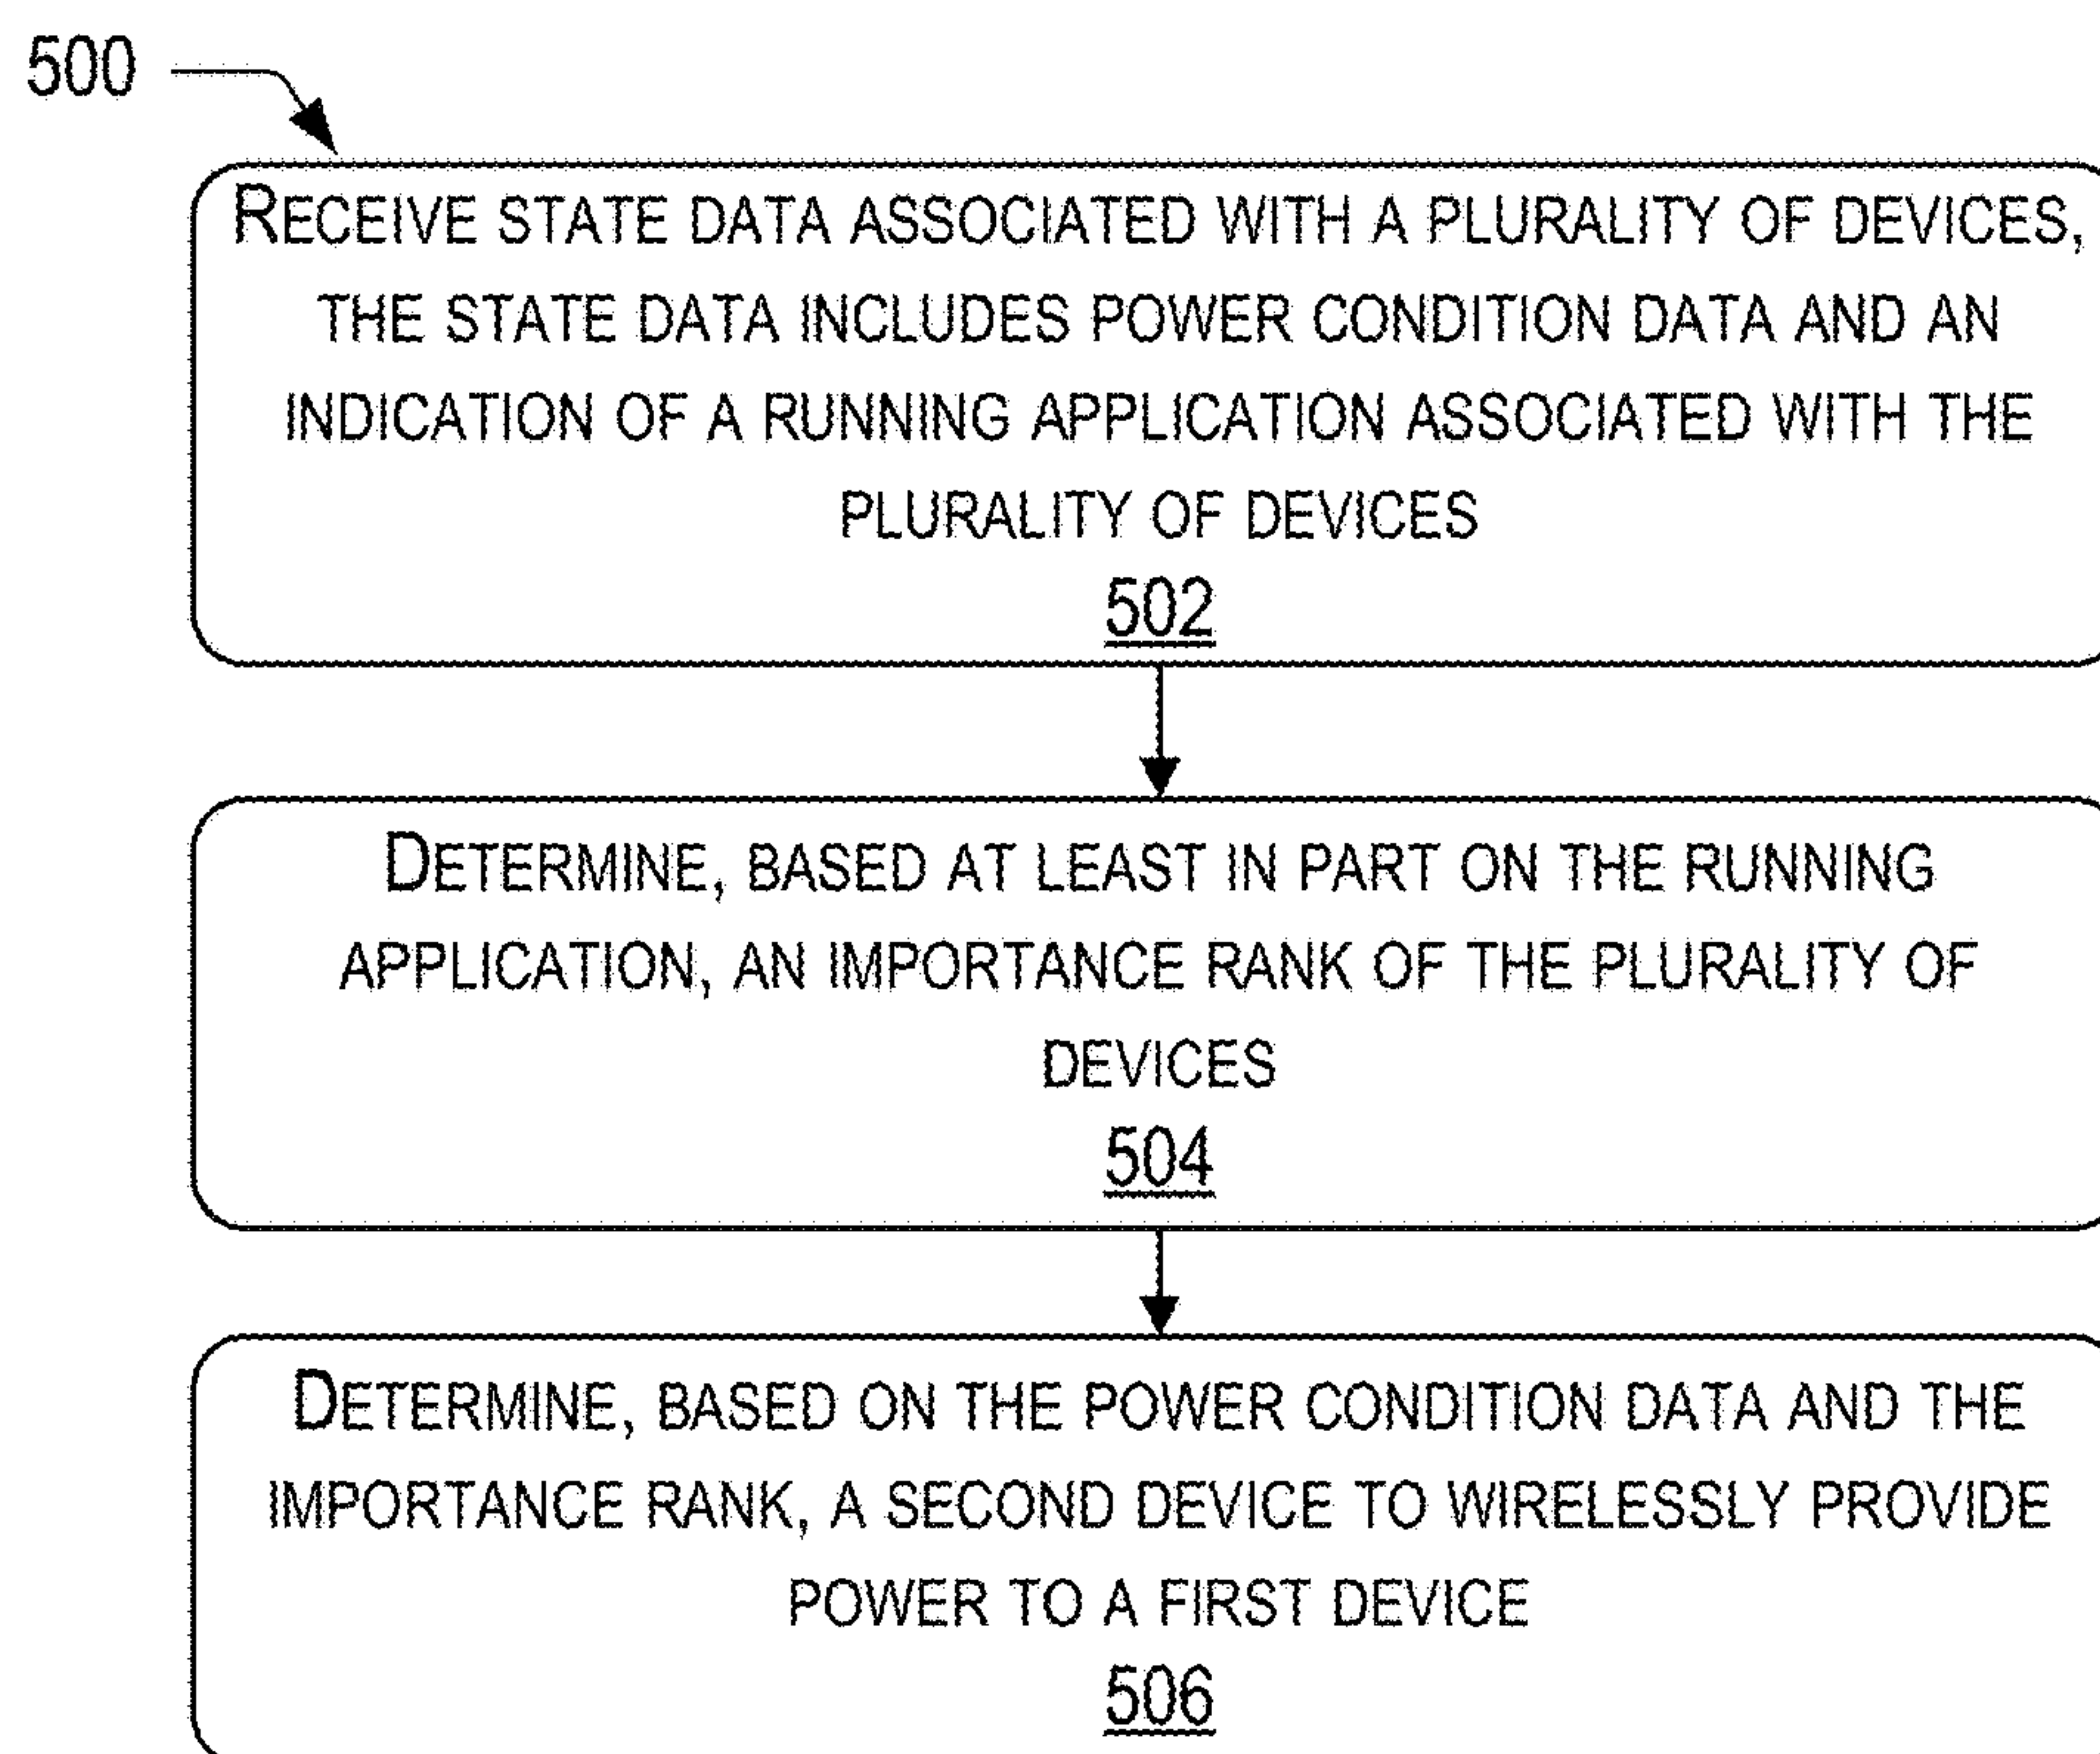 500
RECEIVE STATE DATA ASSOCIATED WITH A PLURALITY OF DEVICES,
THE STATE DATA INCLUDES POWER CONDITION DATA AND AN
INDICATION OF A RUNNING APPLICATION ASSOCIATED WITH THE
PLURALITY OF DEVICES
502
DETERMINE, BASED AT LEAST IN PART ON THE RUNNING
APPLICATION, AN IMPORTANCE RANK OF THE PLURALITY OF
DEVICES
504
DETERMINE, BASED ON THE POWER CONDITION DATA AND THE
IMPORTANCE RANK, A SECOND DEVICE TO WIRELESSLY PROVIDE
POWER TO A FIRST DEVICE
506